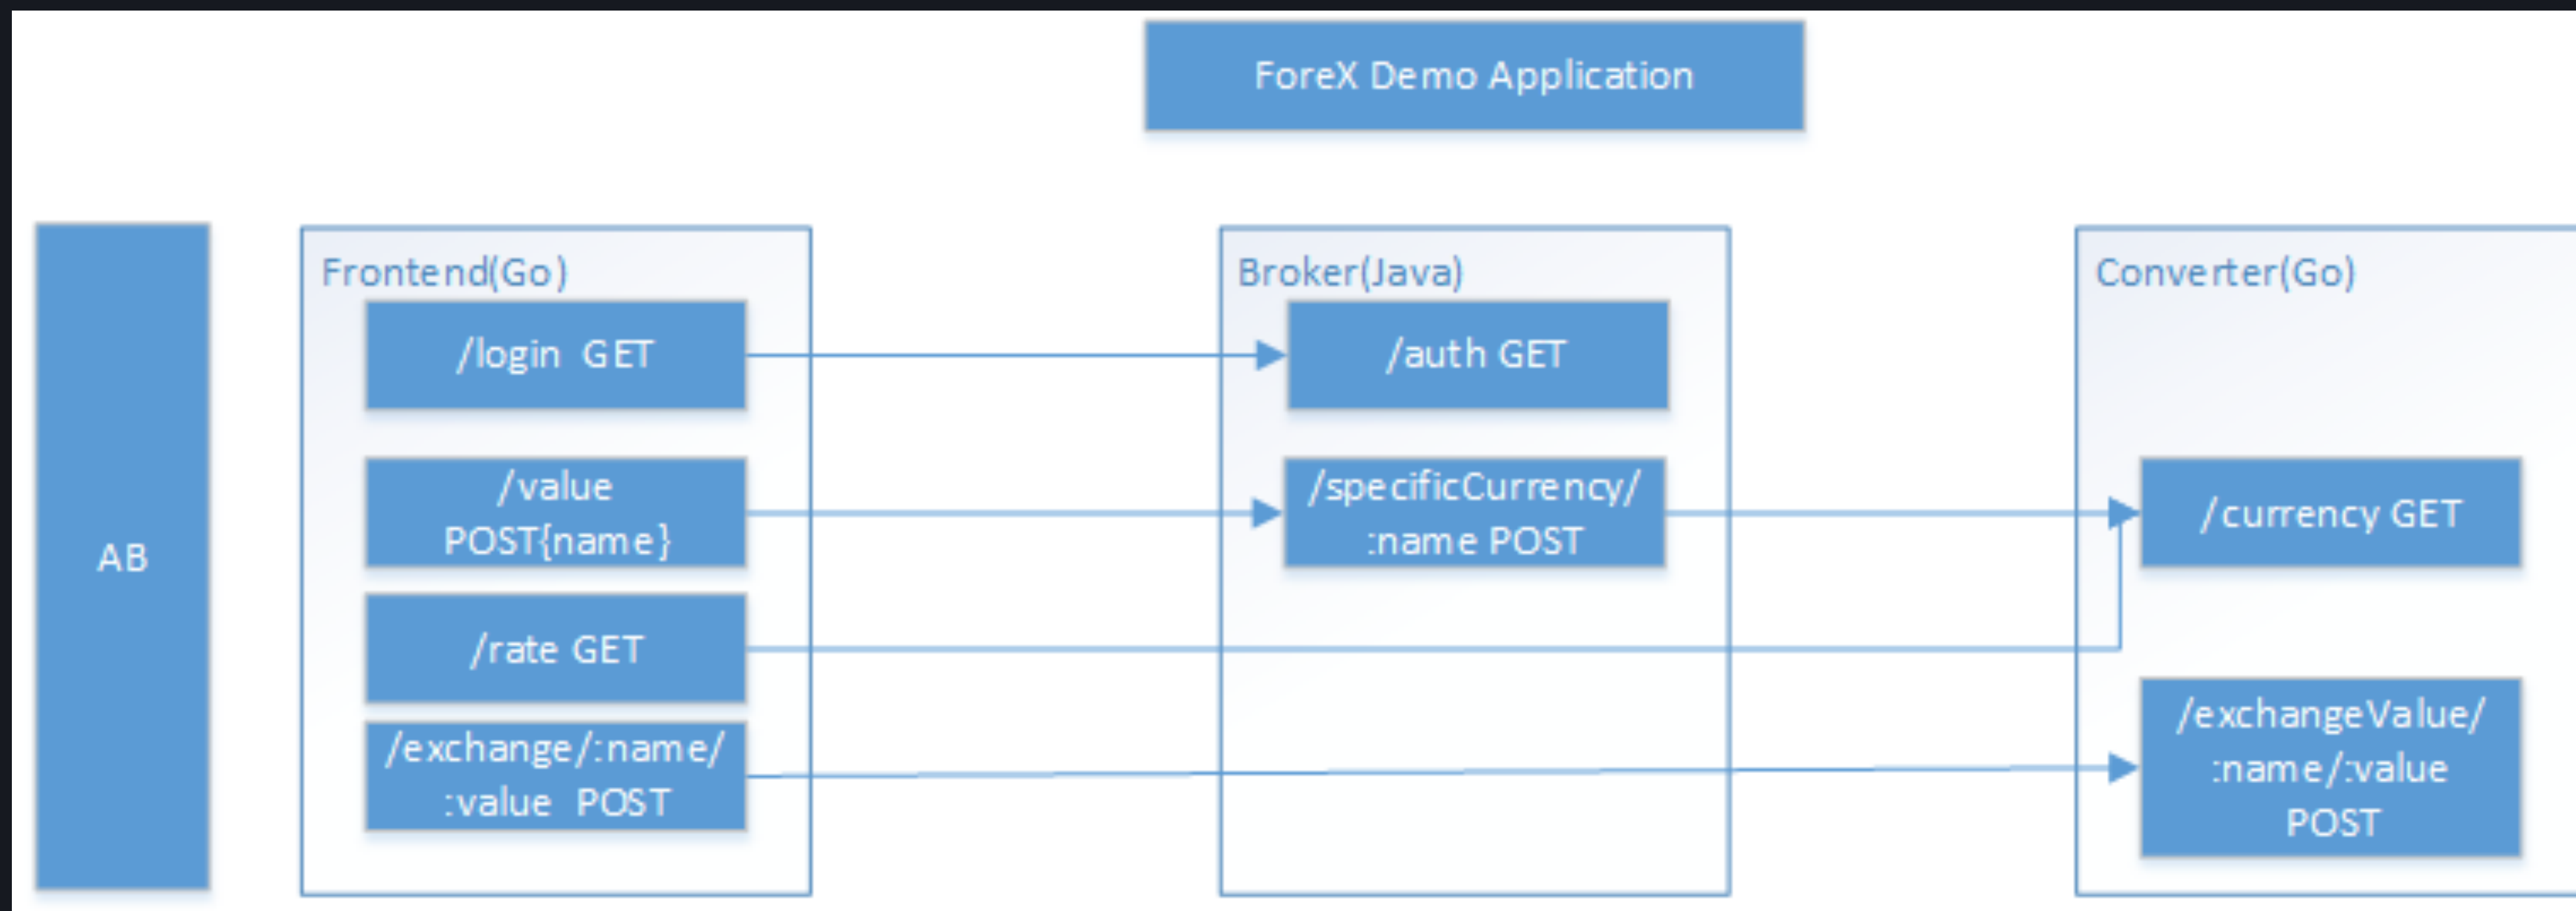 ForeX Demo Application
AB
Frontend(Go)
/login GET
/value
POST{name}
/rate GET
/exchange/:name/
:value POST
Broker(Java)
/auth GET
/specificCurrency/
:name POST
Converter(Go)
/currency GET
/exchangeValue/
:name/:value
POST